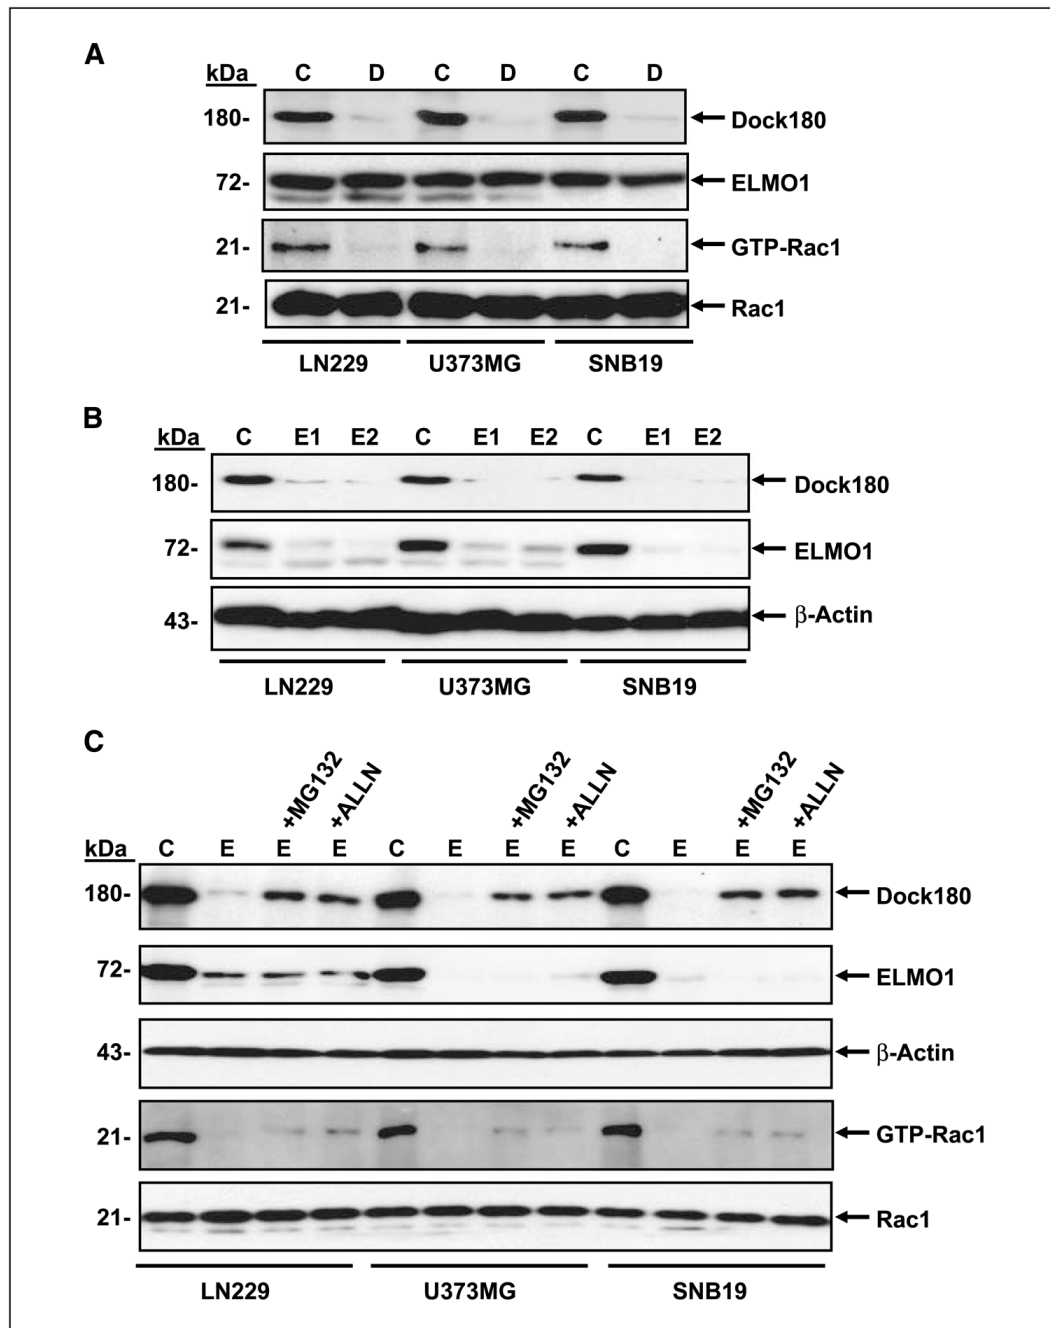 A
kDa C D C D C D
180- Dock180
72- ELMO1
21- GTP-Rac1
21- Rac1
LN229 U373MG SNB19
B
kDa C E1 E2 C E1 E2 C E1 E2
180- Dock180
72- ELMO1
43- β-Actin
LN229 U373MG SNB19
C
+MG132 +ALLN +MG132 +ALLN +MG132 +ALLN
kDa C E E E C E E E C E E E
180- Dock180
72- ELMO1
43- β-Actin
21- GTP-Rac1
21- Rac1
LN229 U373MG SNB19